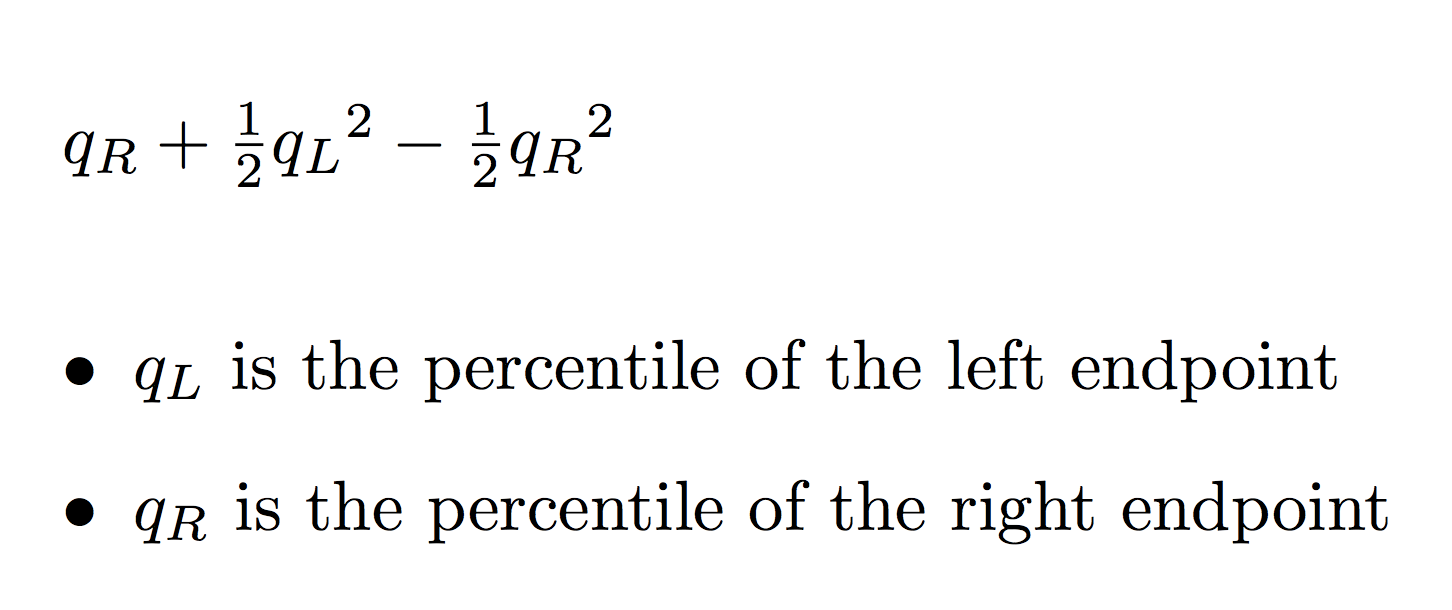 $q_R + \frac{1}{2}{q_L}^2 - \frac{1}{2}{q_R}^2$
• $q_L$ is the percentile of the left endpoint
• $q_R$ is the percentile of the right endpoint